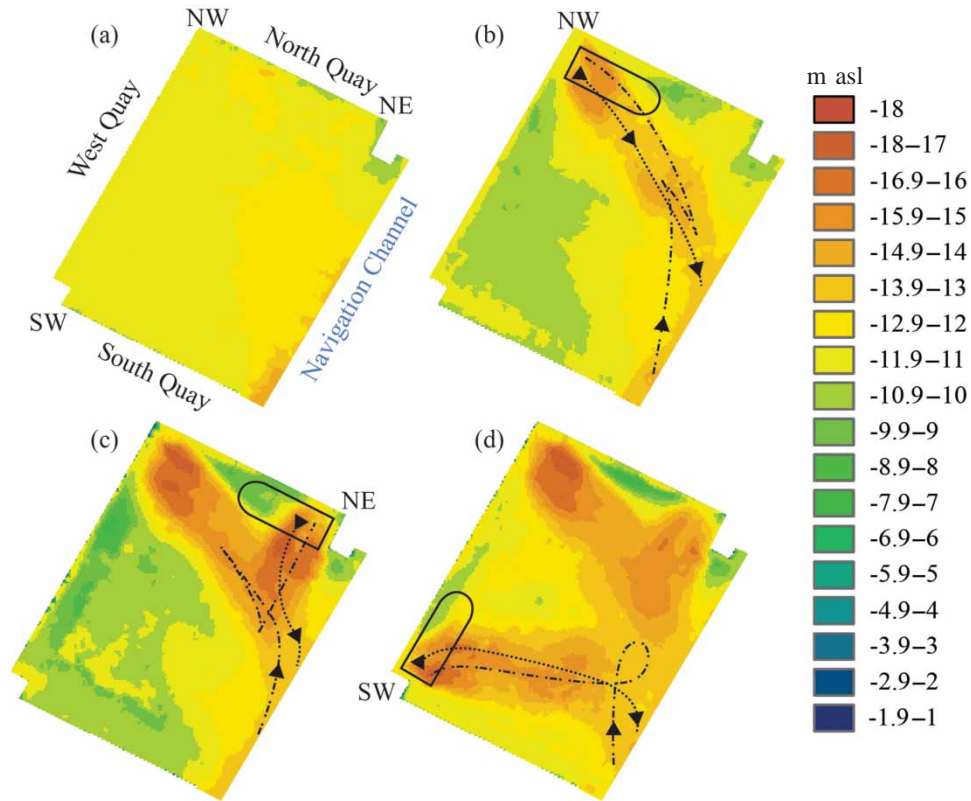 (a)
NW
North Quay
NE
West Quay
SW
South Quay
Navigation Channel
(b)
NW
(c)
NE
(d)
SW
m asl
-18
-18–17
-16.9–16
-15.9–15
-14.9–14
-13.9–13
-12.9–12
-11.9–11
-10.9–10
-9.9–9
-8.9–8
-7.9–7
-6.9–6
-5.9–5
-4.9–4
-3.9–3
-2.9–2
-1.9–1